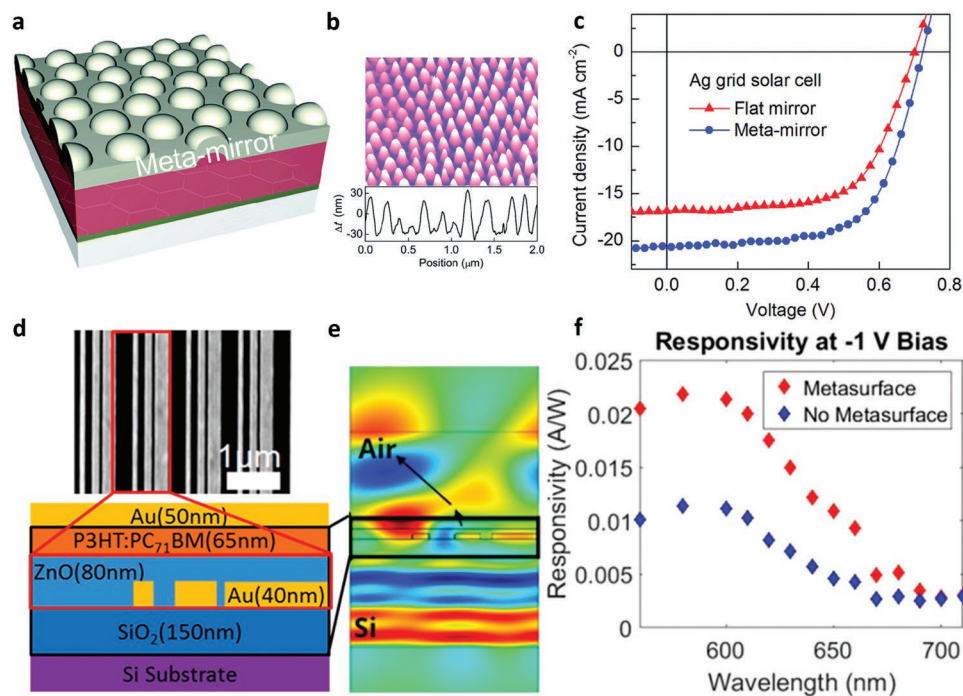 a
Meta-mirror
b
Δt (nm)
30
0
-30
0.0 0.5 1.0 1.5 2.0
Position (μm)
c
Current density (mA cm⁻²)
0
-5
-10
-15
-20
Ag grid solar cell
Flat mirror
Meta-mirror
0.0 0.2 0.4 0.6 0.8
Voltage (V)
d
1μm
Au(50nm)
P3HT:PC₇₁BM(65nm)
ZnO(80nm)
Au(40nm)
SiO₂(150nm)
Si Substrate
e
Air
Si
f
Responsivity at -1 V Bias
Responsivity (A/W)
0.025
0.02
0.015
0.01
0.005
0
Metasurface
No Metasurface
600 650 700
Wavelength (nm)